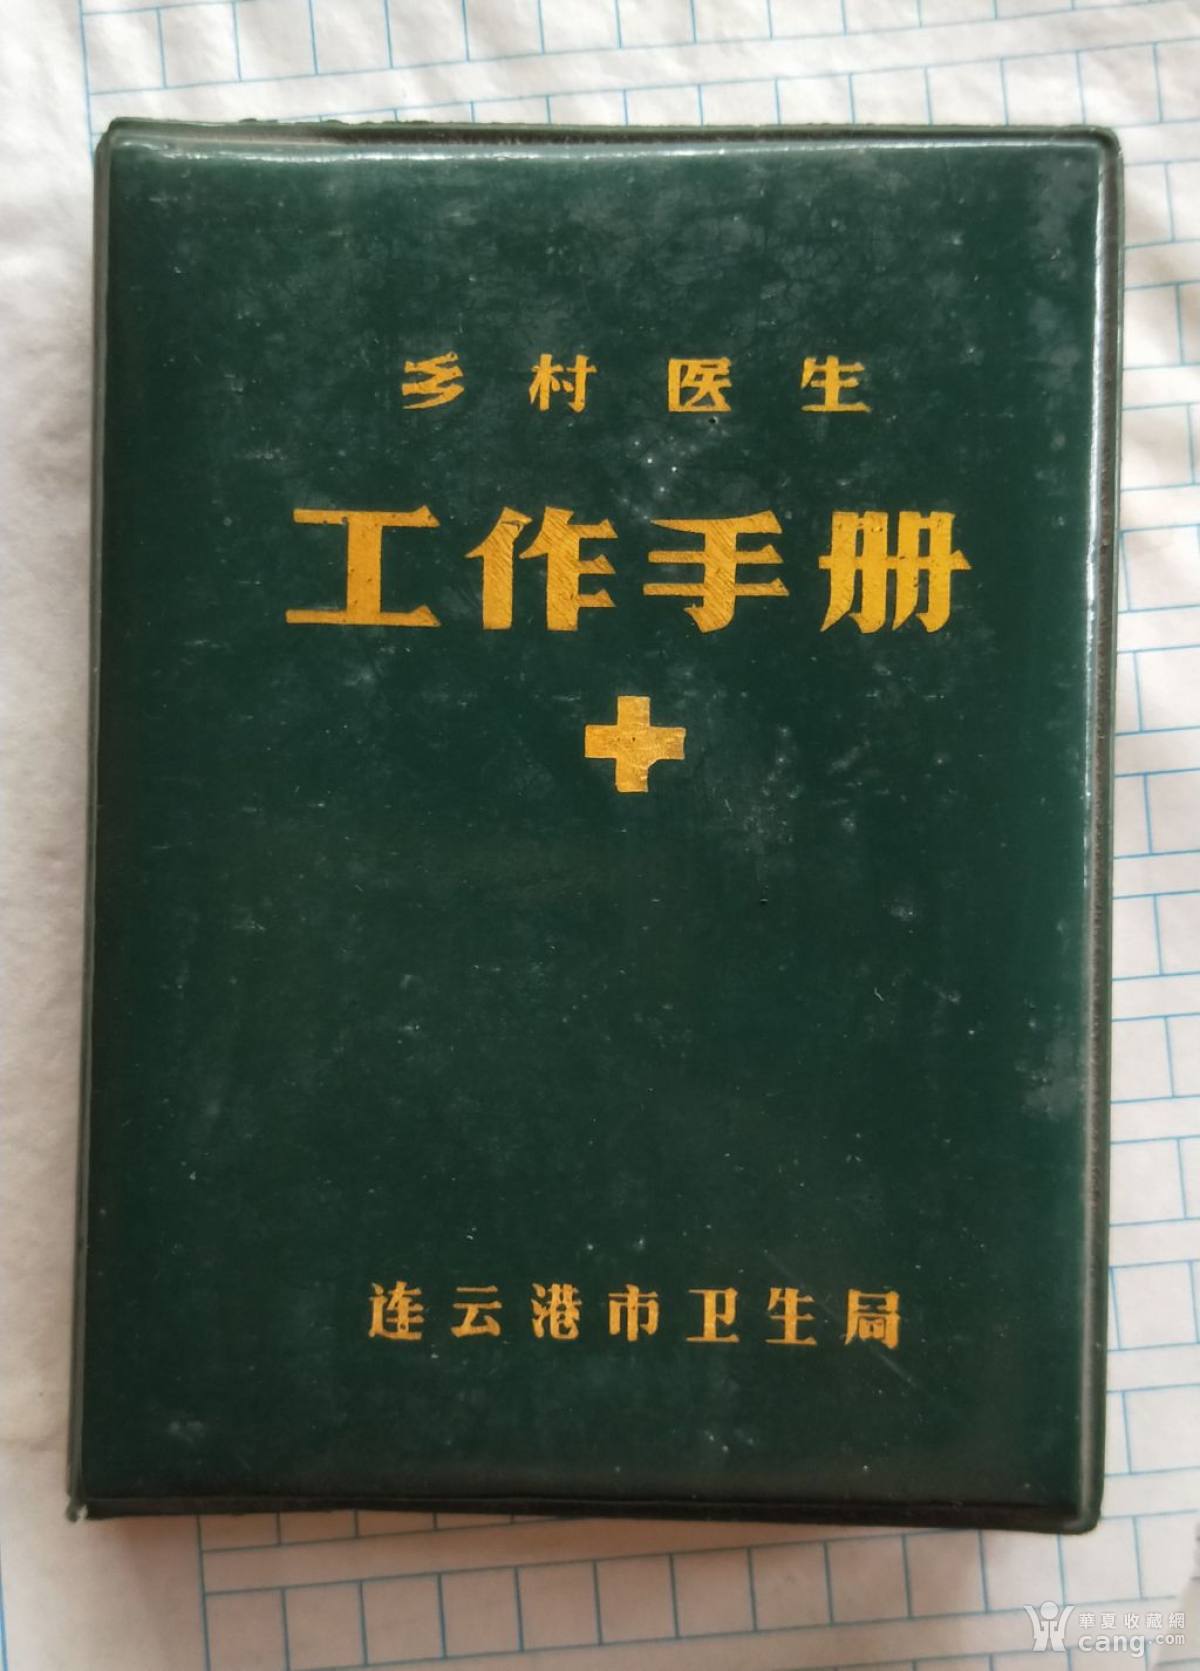 乡村医生
工作手册
连云港市卫生局
華夏收藏網
cang.com